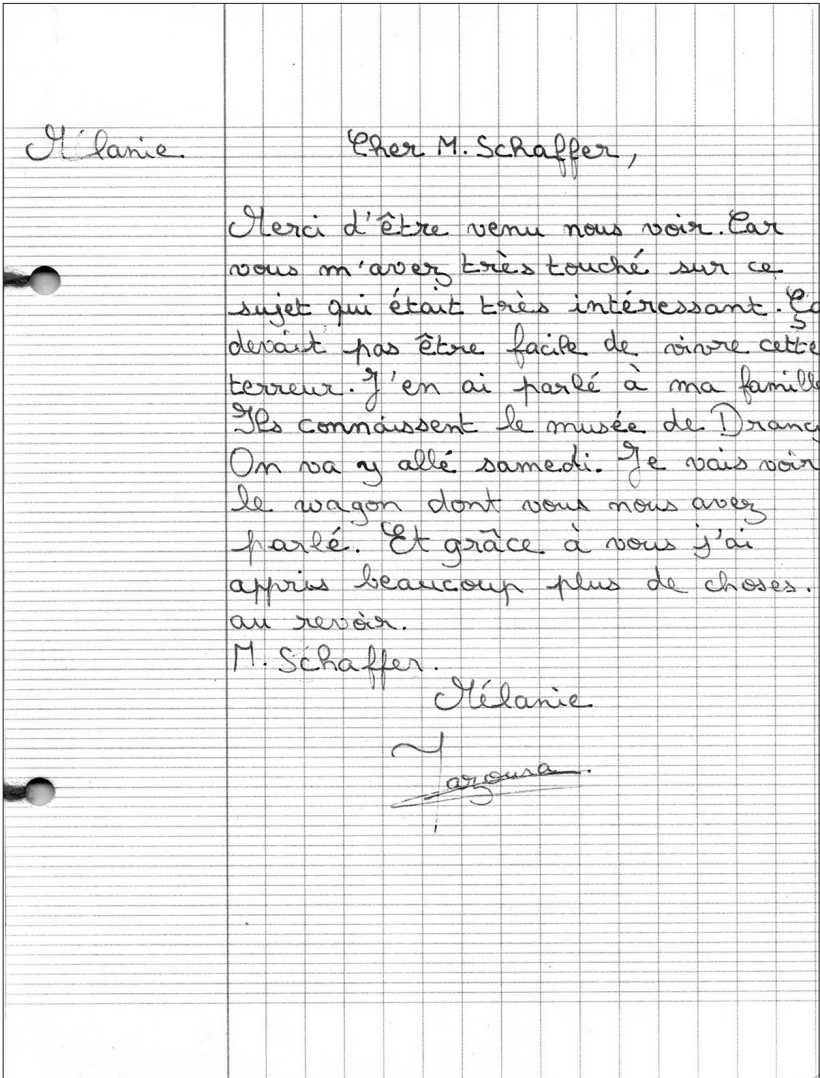 Mélanie.
Cher M. Schaffer,
Merci d'être venu nous voir. Car
vous m'avez très touché sur ce
sujet qui était très intéressant. Ça
devait pas être facile de vivre cette
terreur. J'en ai parlé à ma famille
Ils connaissent le musée de Drancy
On va y allé samedi. Je vais voir
le wagon dont vous nous avez
parlé. Et grâce à vous j'ai
appris beaucoup plus de choses.
au revoir.
M. Schaffer.
Mélanie